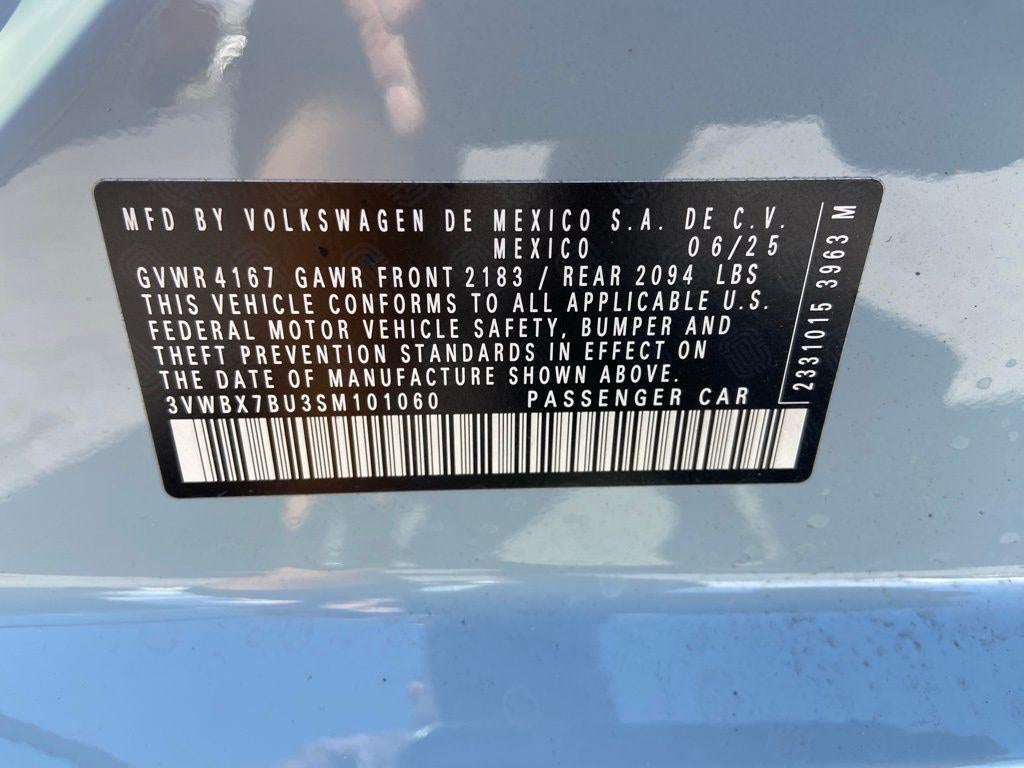 MFD BY VOLKSWAGEN DE MEXICO S.A. DE C.V.
MEXICO 06/25
GVWR 4167 GAWR FRONT 2183 / REAR 2094 LBS
THIS VEHICLE CONFORMS TO ALL APPLICABLE U.S.
FEDERAL MOTOR VEHICLE SAFETY, BUMPER AND
THEFT PREVENTION STANDARDS IN EFFECT ON
THE DATE OF MANUFACTURE SHOWN ABOVE.
3VWBX7BU3SM101060 PASSENGER CAR
2331015 3963 M